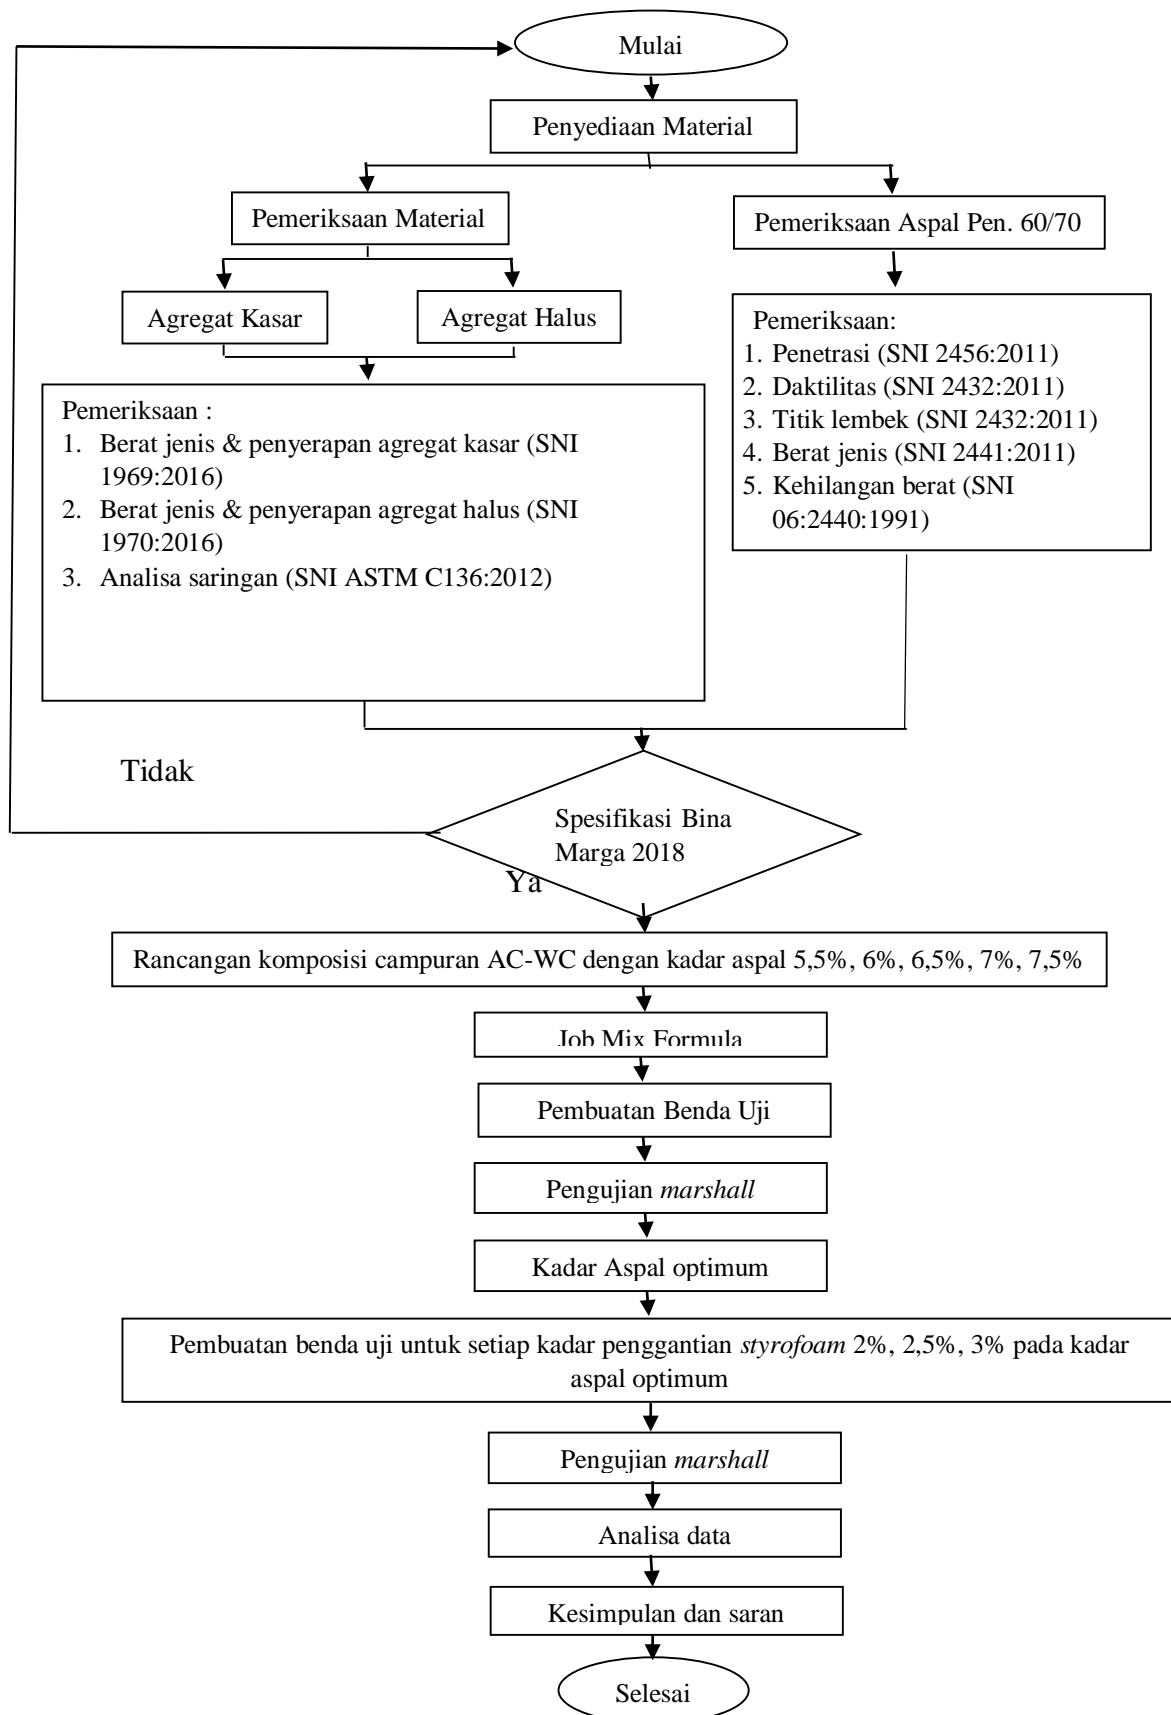 Mulai
Penyediaan Material
Pemeriksaan Material
Pemeriksaan Aspal Pen. 60/70
Agregat Kasar
Agregat Halus
Pemeriksaan :
1. Berat jenis & penyerapan agregat kasar (SNI
1969:2016)
2. Berat jenis & penyerapan agregat halus (SNI
1970:2016)
3. Analisa saringan (SNI ASTM C136:2012)
Pemeriksaan:
1. Penetrasi (SNI 2456:2011)
2. Daktilitas (SNI 2432:2011)
3. Titik lembek (SNI 2432:2011)
4. Berat jenis (SNI 2441:2011)
5. Kehilangan berat (SNI
06:2440:1991)
Tidak
Spesifikasi Bina
Marga 2018
Ya
Rancangan komposisi campuran AC-WC dengan kadar aspal 5,5%, 6%, 6,5%, 7%, 7,5%
Job Mix Formula
Pembuatan Benda Uji
Pengujian marshall
Kadar Aspal optimum
Pembuatan benda uji untuk setiap kadar penggantian styrofoam 2%, 2,5%, 3% pada kadar
aspal optimum
Pengujian marshall
Analisa data
Kesimpulan dan saran
Selesai